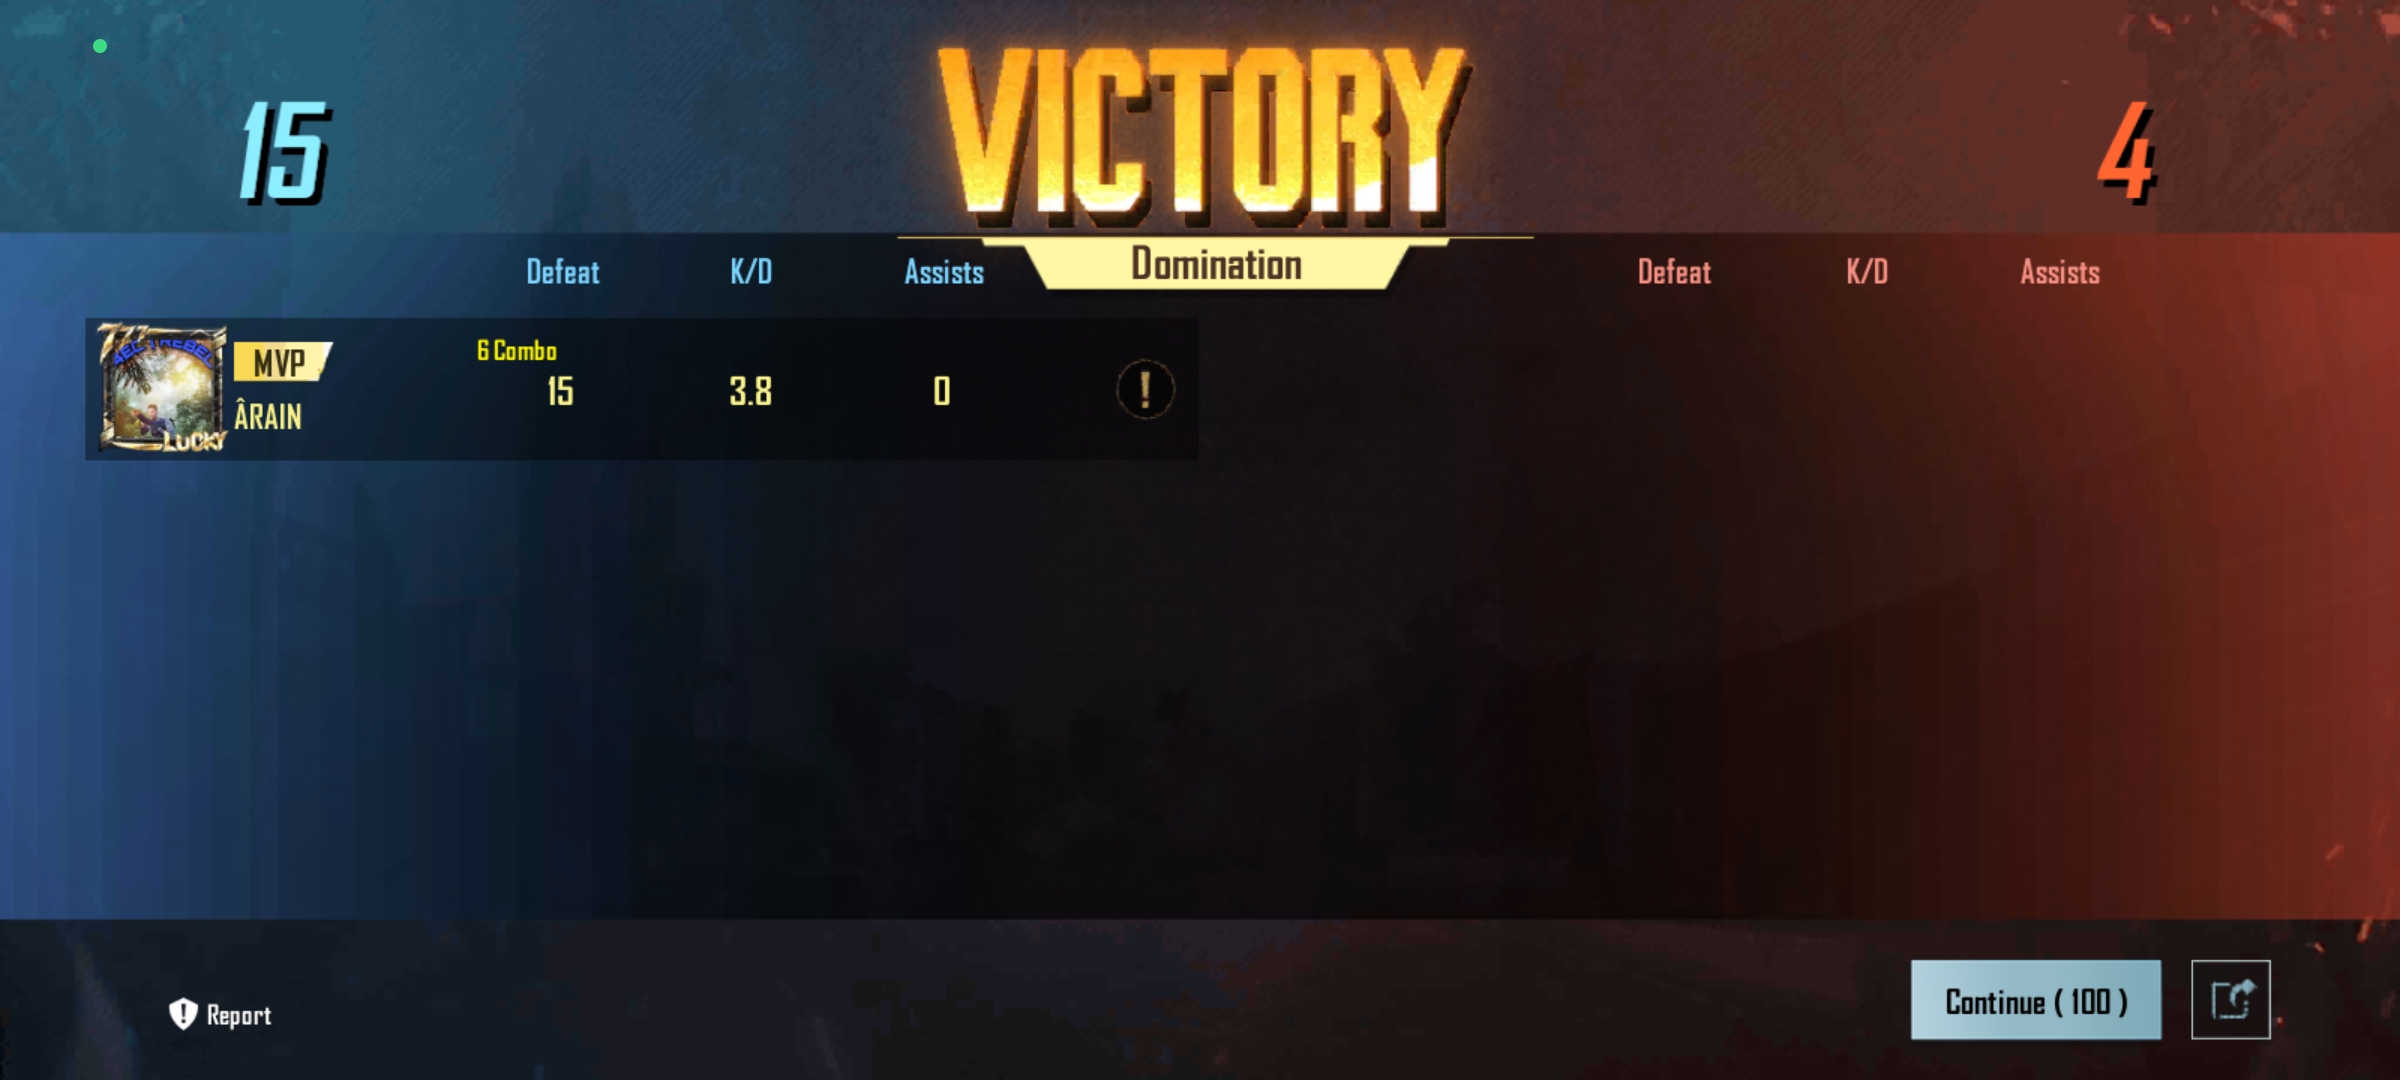 VICTORY
15
4
Domination
Defeat K/D Assists
Defeat K/D Assists
MVP
ÂRAIN
LUCKY
6 Combo
15 3.8 0
Report
Continue ( 100 )